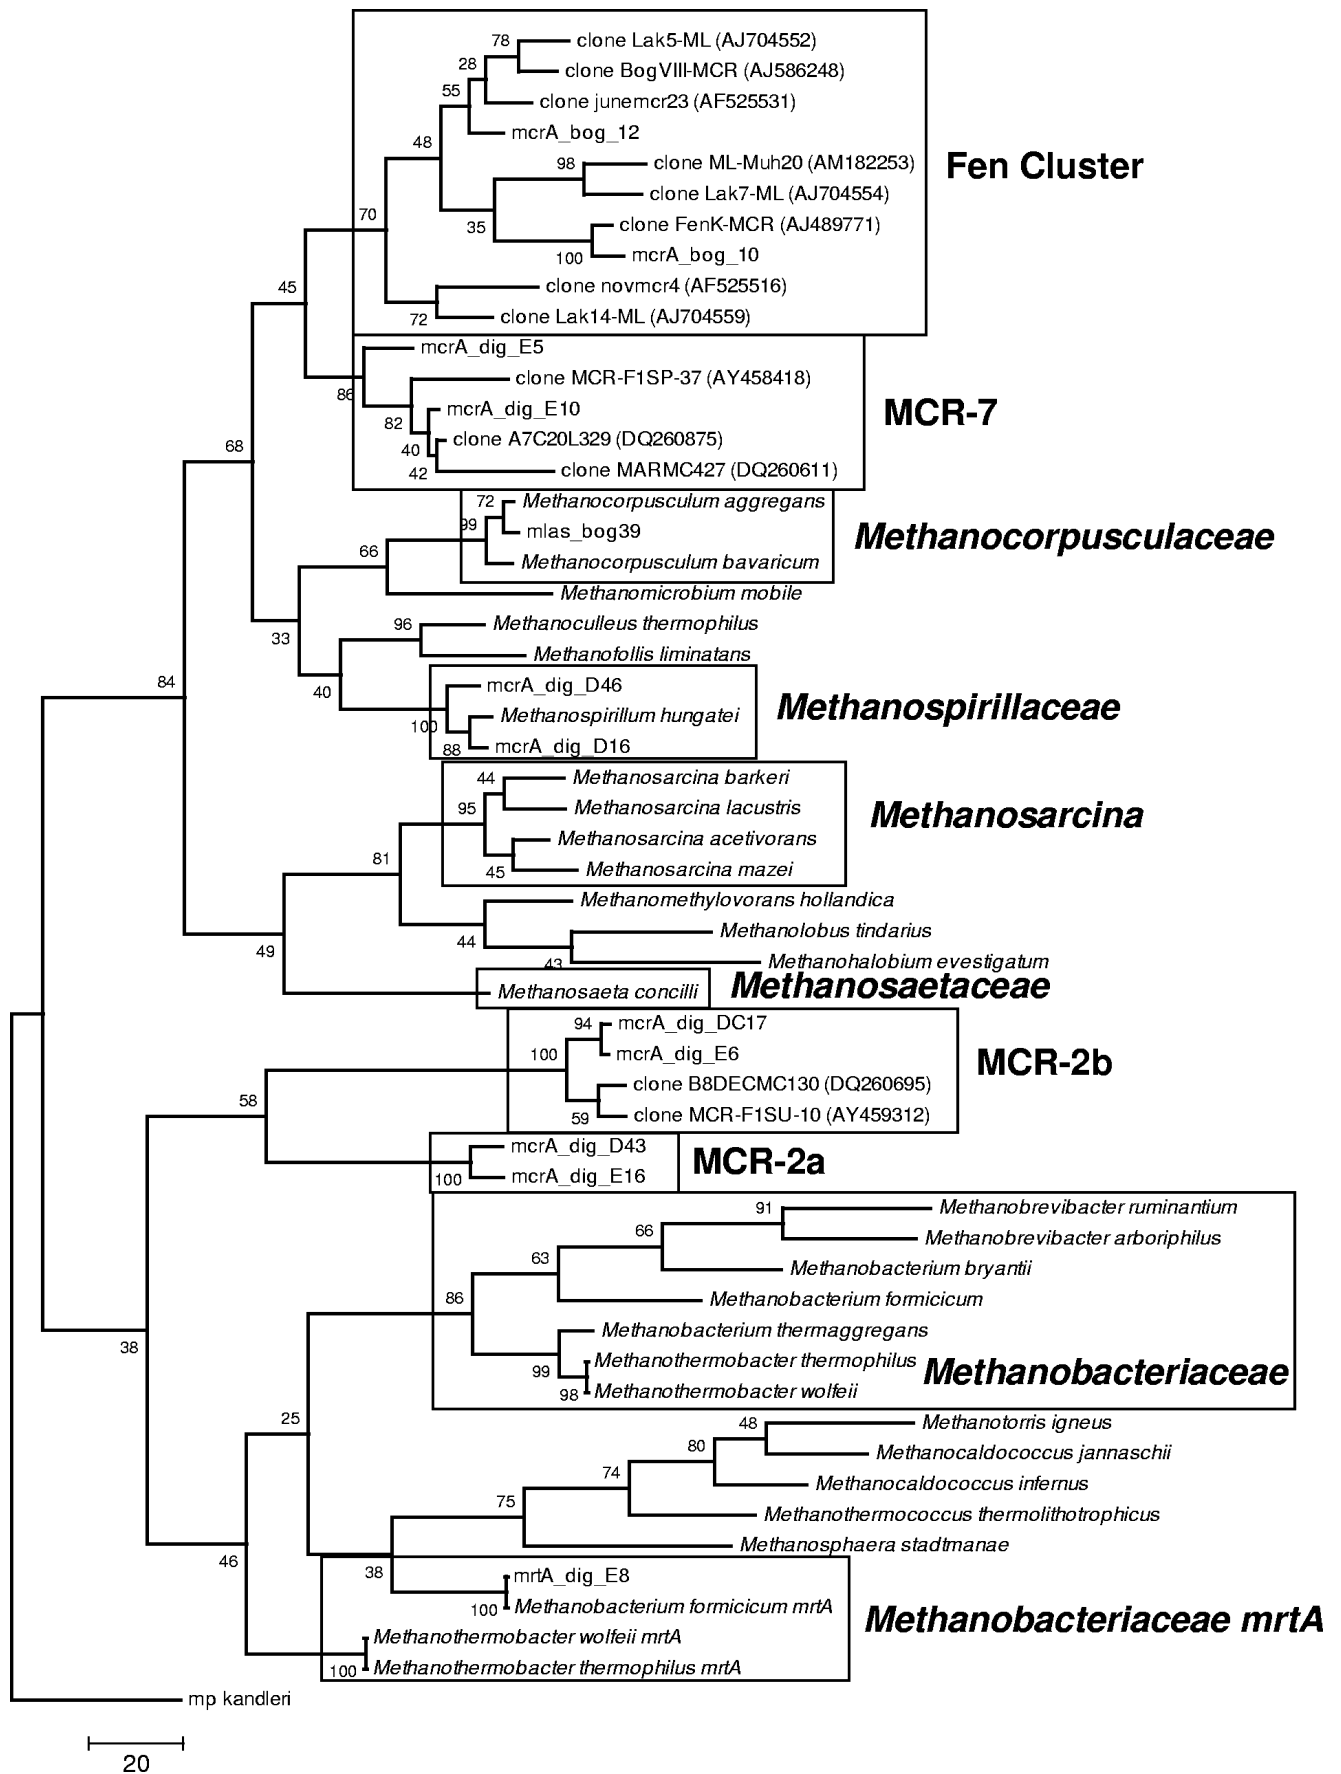 78
clone Lak5-ML (AJ704552)
28
clone BogVIII-MCR (AJ586248)
55
clone junemcr23 (AF525531)
mcrA_bog_12
48
98
clone ML-Muh20 (AM182253)
Fen Cluster
clone Lak7-ML (AJ704554)
70
35
clone FenK-MCR (AJ489771)
100
mcrA_bog_10
45
clone novmcr4 (AF525516)
72
clone Lak14-ML (AJ704559)
mcrA_dig_E5
86
clone MCR-F1SP-37 (AY458418)
82
mcrA_dig_E10
MCR-7
40
clone A7C20L329 (DQ260875)
68
42
clone MARMC427 (DQ260611)
72
Methanocorpusculum aggregans
99
mlas_bog39
Methanocorpusculaceae
66
Methanocorpusculum bavaricum
Methanomicrobium mobile
33
96
Methanoculleus thermophilus
Methanofollis liminatans
84
40
mcrA_dig_D46
100
Methanospirillum hungatei
Methanospirillaceae
88
mcrA_dig_D16
44
Methanosarcina barkeri
95
Methanosarcina lacustris
Methanosarcina
Methanosarcina acetivorans
81
45
Methanosarcina mazei
Methanomethylovorans hollandica
44
Methanolobus tindarius
49
43
Methanohalobium evestigatum
Methanosaeta concilli
Methanosaetaceae
94
mcrA_dig_DC17
100
mcrA_dig_E6
MCR-2b
clone B8DECMC130 (DQ260695)
58
59
clone MCR-F1SU-10 (AY459312)
mcrA_dig_D43
MCR-2a
100
mcrA_dig_E16
91
Methanobrevibacter ruminantium
66
Methanobrevibacter arboriphilus
63
Methanobacterium bryantii
86
Methanobacterium formicicum
Methanobacterium thermaggregans
38
99
Methanothermobacter thermophilus
Methanobacteriaceae
98
Methanothermobacter wolfeii
25
48
Methanotorris igneus
80
Methanocaldococcus jannaschii
74
Methanocaldococcus infernus
75
Methanothermococcus thermolithotrophicus
Methanosphaera stadtmanae
46
38
mrtA_dig_E8
100
Methanobacterium formicicum mrtA
Methanobacteriaceae mrtA
Methanothermobacter wolfeii mrtA
100
Methanothermobacter thermophilus mrtA
mp kandleri
20